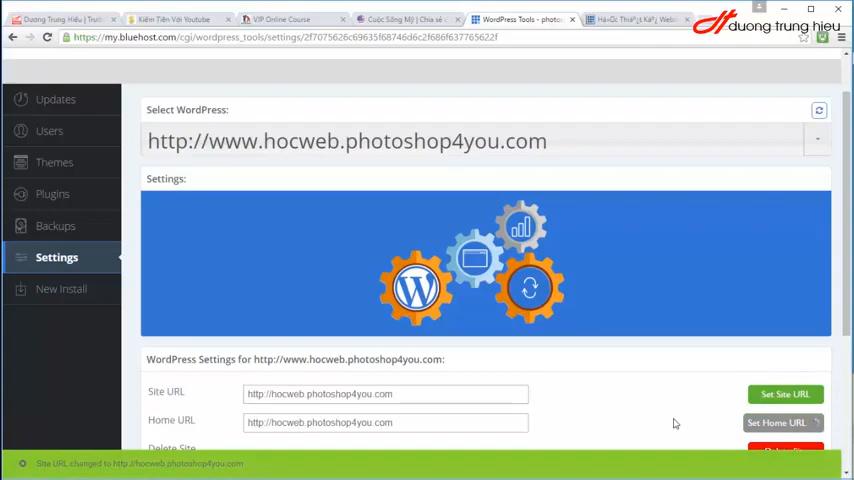 Dương Trung Hiếu | Trườ
Kiếm Tiền Với Youtube
VIP Online Course
Cuộc Sống Mỹ | Chia sẻ c
WordPress Tools - photos
duong trung hieu
https://my.bluehost.com/cgi/wordpress_tools/settings/2f7075626c69635f68746d6c2f686f637765622f
Updates
Users
Themes
Plugins
Backups
Settings
New Install
Select WordPress:
http://www.hocweb.photoshop4you.com
Settings:
WordPress Settings for http://www.hocweb.photoshop4you.com:
Site URL
http://hocweb.photoshop4you.com
Set Site URL
Home URL
http://hocweb.photoshop4you.com
Set Home URL
Delete Site
Site URL changed to http://hocweb.photoshop4you.com